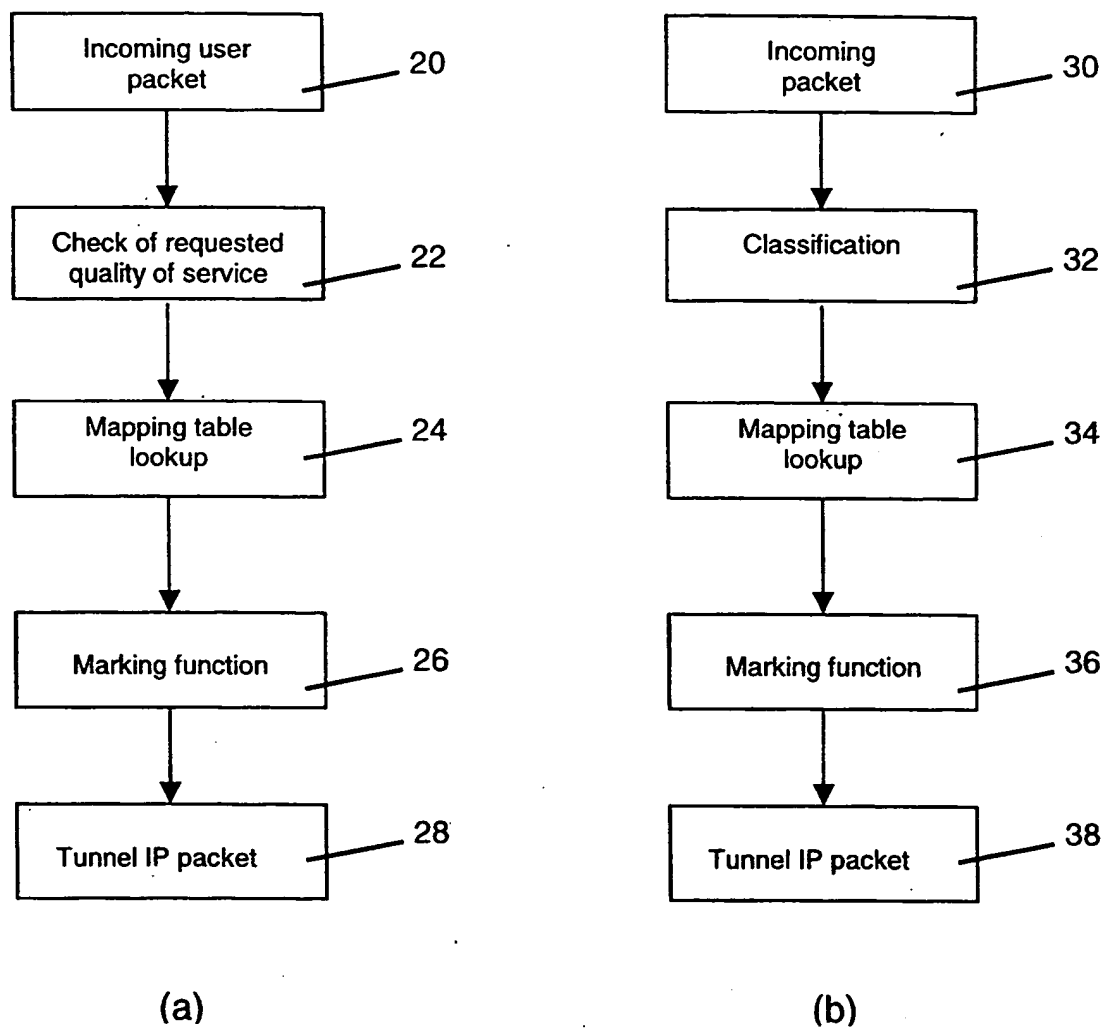 Incoming user
packet
20
Check of requested
quality of service
22
Mapping table
lookup
24
Marking function
26
Tunnel IP packet
28
(a)
Incoming
packet
30
Classification
32
Mapping table
lookup
34
Marking function
36
Tunnel IP packet
38
(b)